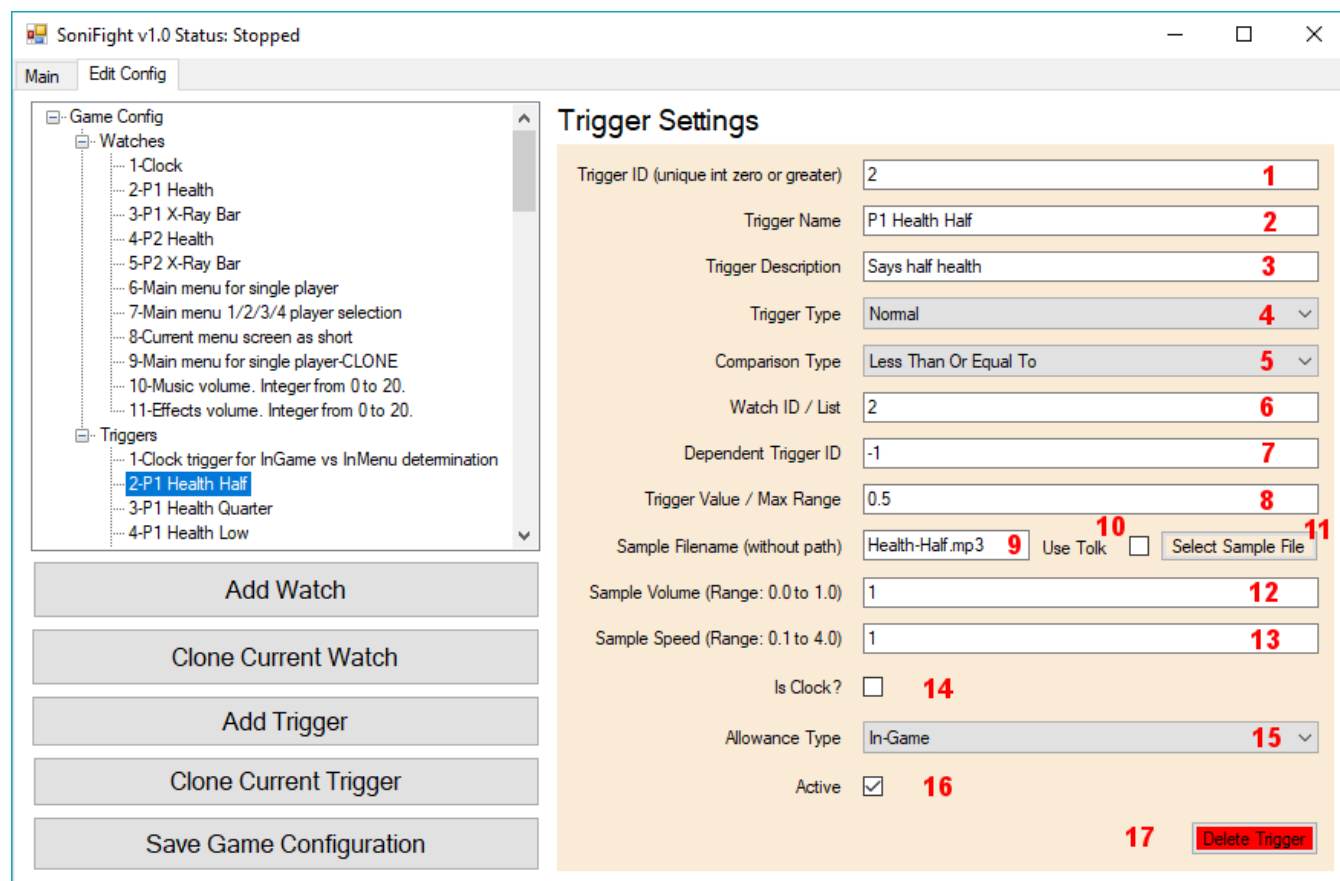 SoniFight v1.0 Status: Stopped
Main
Edit Config
Game Config
Watches
1-Clock
2-P1 Health
3-P1 X-Ray Bar
4-P2 Health
5-P2 X-Ray Bar
6-Main menu for single player
7-Main menu 1/2/3/4 player selection
8-Current menu screen as short
9-Main menu for single player-CLONE
10-Music volume. Integer from 0 to 20.
11-Effects volume. Integer from 0 to 20.
Triggers
1-Clock trigger for InGame vs InMenu determination
2-P1 Health Half
3-P1 Health Quarter
4-P1 Health Low
Add Watch
Clone Current Watch
Add Trigger
Clone Current Trigger
Save Game Configuration
Trigger Settings
Trigger ID (unique int zero or greater) 2 1
Trigger Name P1 Health Half 2
Trigger Description Says half health 3
Trigger Type Normal 4
Comparison Type Less Than Or Equal To 5
Watch ID / List 2 6
Dependent Trigger ID -1 7
Trigger Value / Max Range 0.5 8
Sample Filename (without path) Health-Half.mp3 9 Use Tolk 10 Select Sample File 11
Sample Volume (Range: 0.0 to 1.0) 1 12
Sample Speed (Range: 0.1 to 4.0) 1 13
Is Clock? 14
Allowance Type In-Game 15
Active 16
17 Delete Trigger